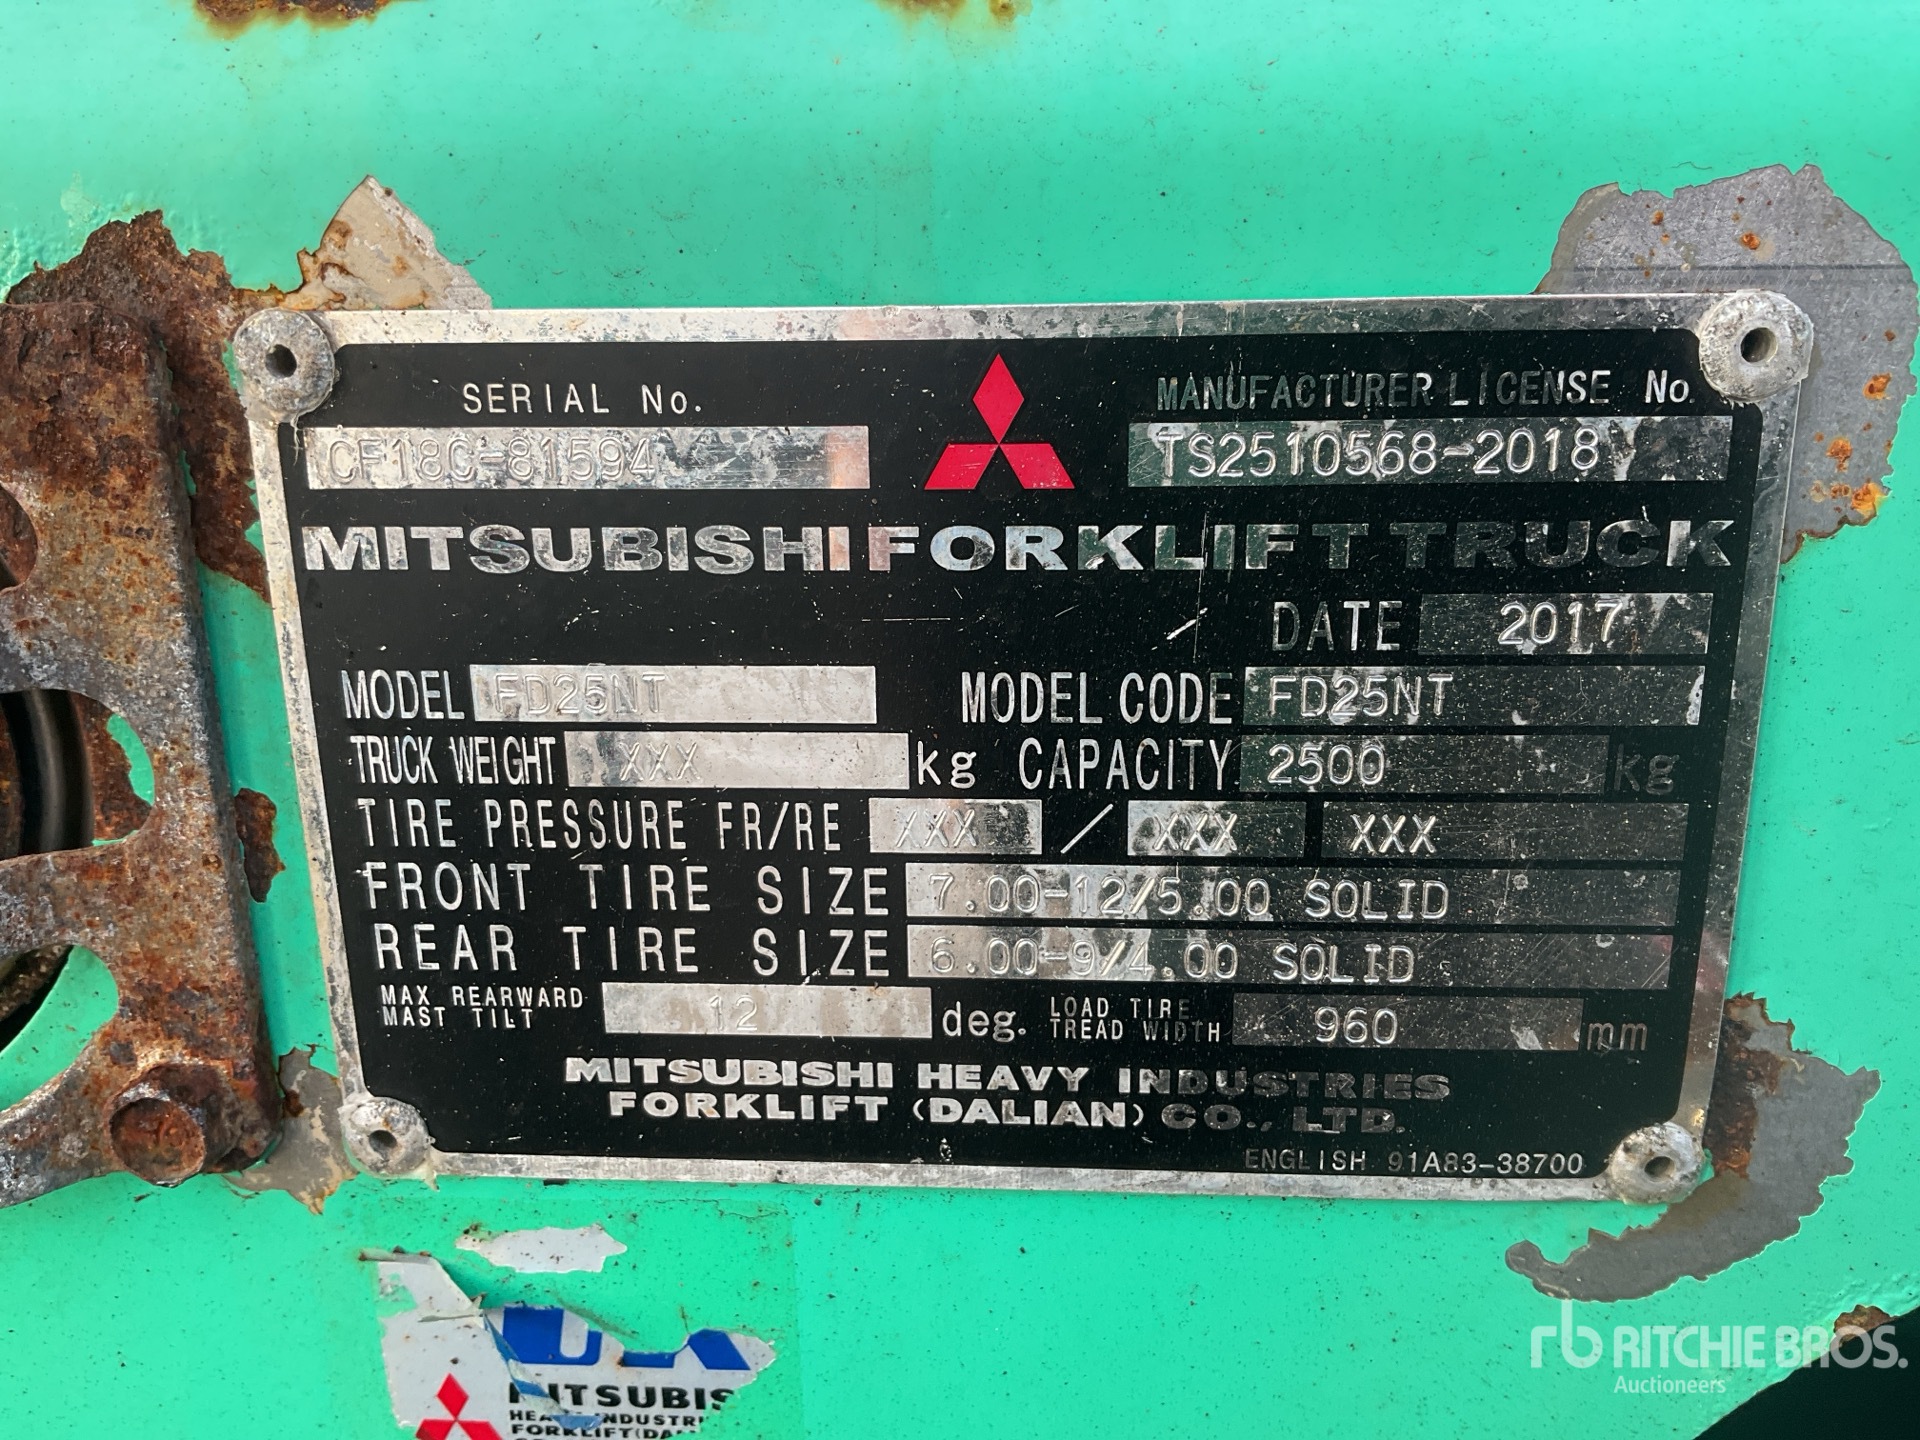 SERIAL No. MANUFACTURER LICENSE No.
CF18C-81594 TS2510568-2018
MITSUBISHI FORKLIFT TRUCK
DATE 2017
MODEL FD25NT MODEL CODE FD25NT
TRUCK WEIGHT XXX kg CAPACITY 2500 kg
TIRE PRESSURE FR/RE XXX / XXX XXX
FRONT TIRE SIZE 7.00-12/5.00 SOLID
REAR TIRE SIZE 6.00-9/4.00 SOLID
MAX. REARWARD MAST TILT 12 deg. LOAD TIRE TREAD WIDTH 960 mm
MITSUBISHI HEAVY INDUSTRIES
FORKLIFT (DALIAN) CO., LTD.
ENGLISH 91A83-38700
MITSUBIS
FORKLIFT(DA
rb RITCHIE BROS.
Auctioneers